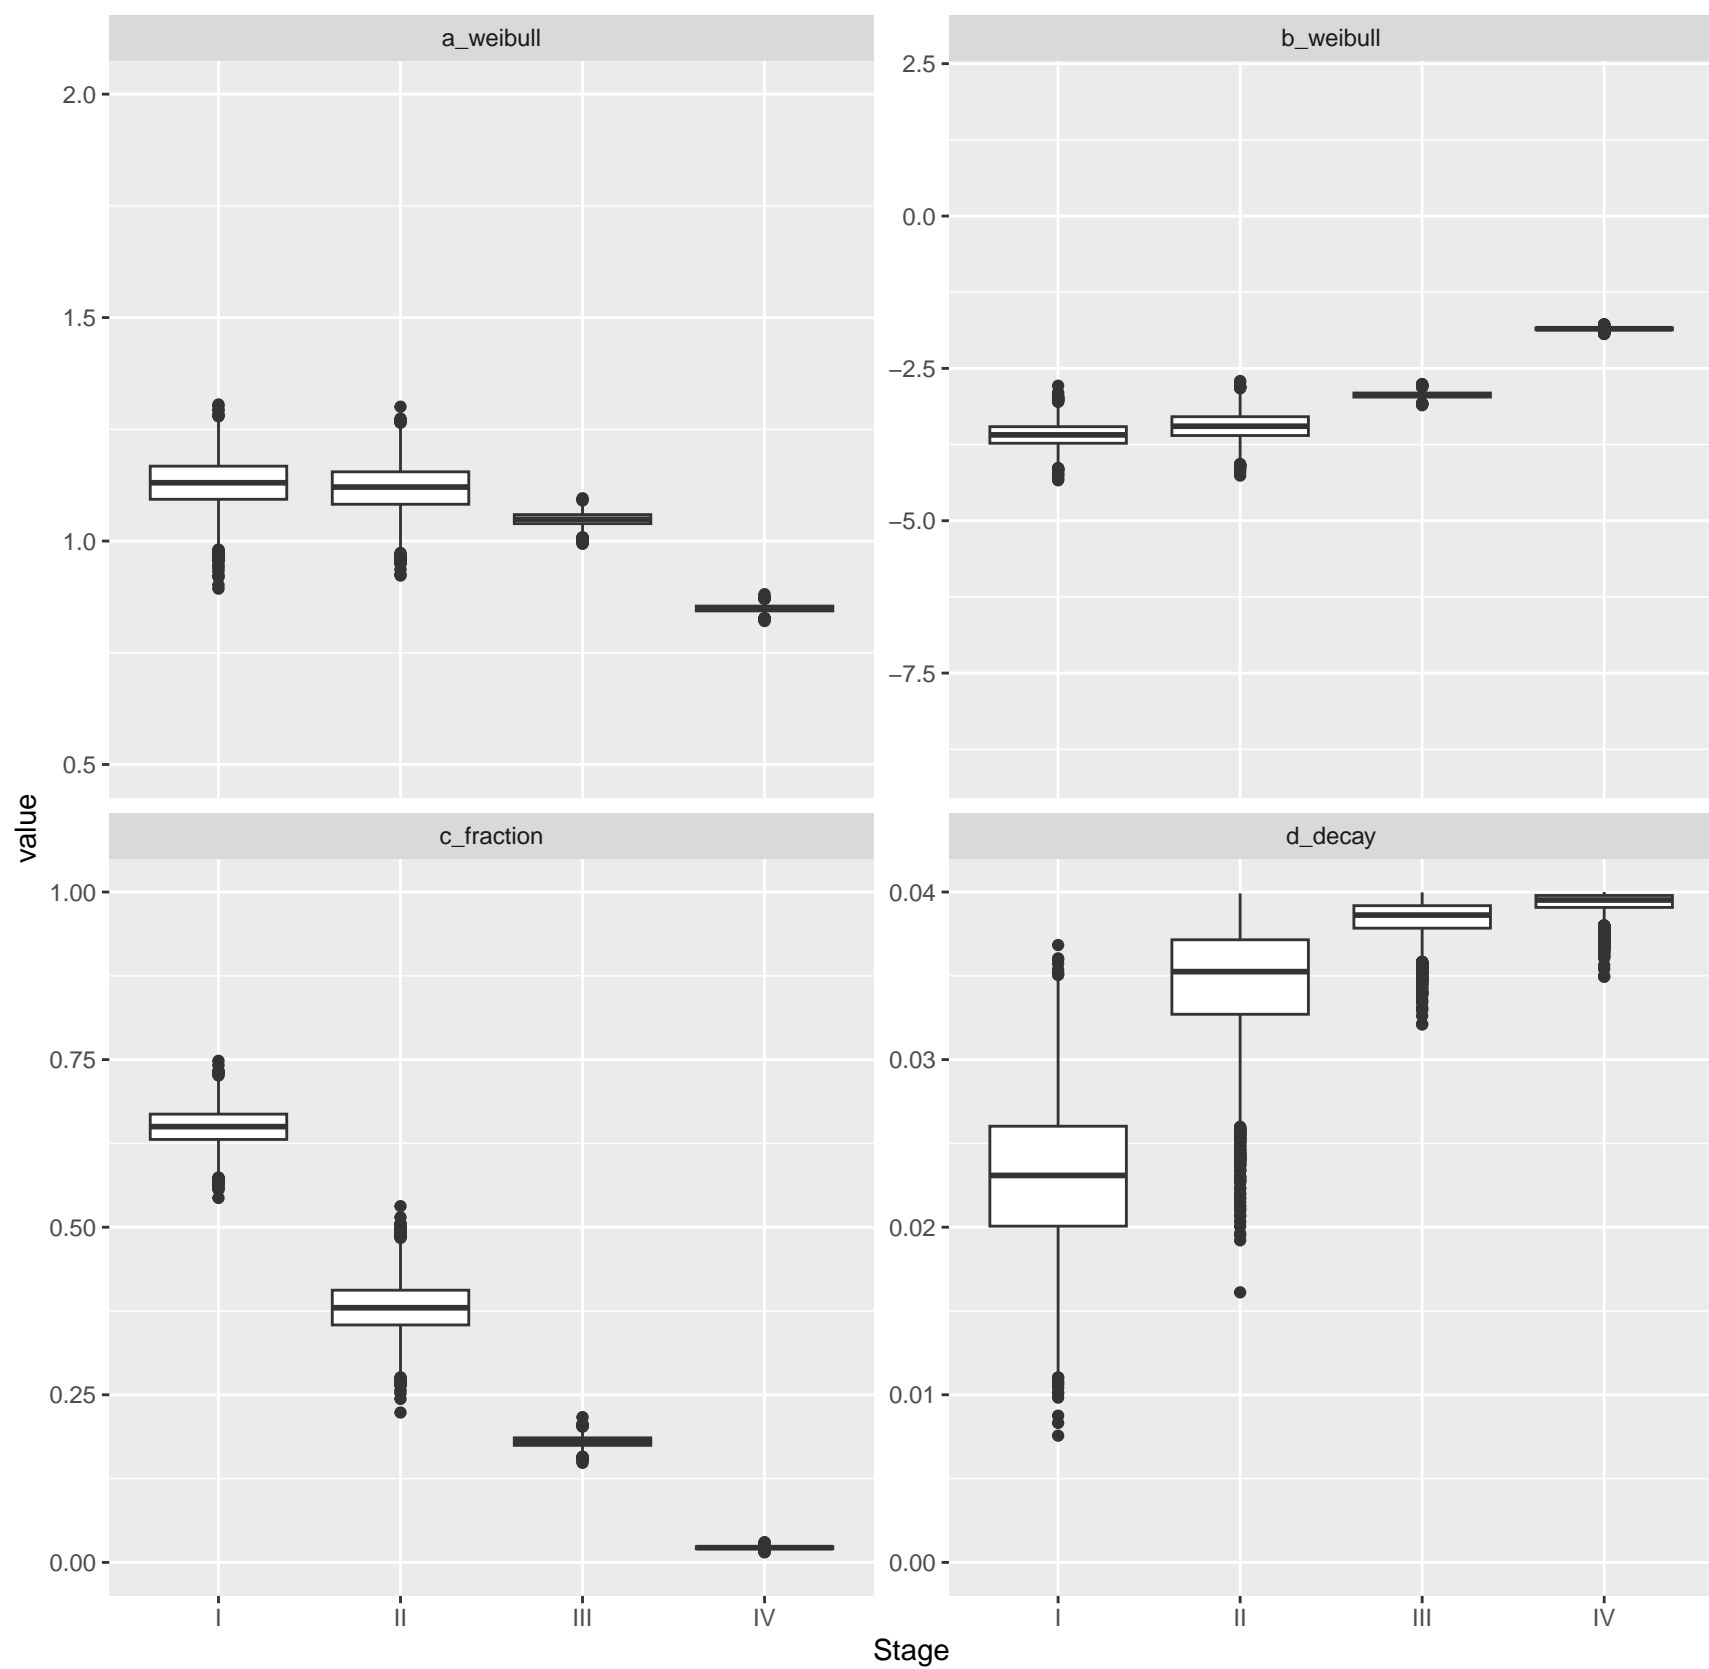 a_weibull
b_weibull
2.0
1.5
1.0
0.5
2.5
0.0
−2.5
−5.0
−7.5
value
c_fraction
d_decay
1.00
0.75
0.50
0.25
0.00
0.04
0.03
0.02
0.01
0.00
I II III IV
I II III IV
Stage